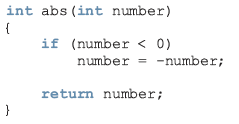 int abs(int number)
{
    if (number < 0)
        number = -number;

    return number;
}